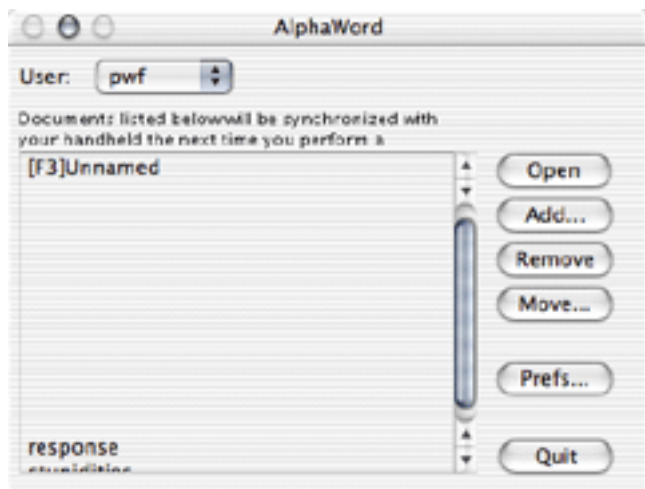 AlphaWord
User: pwf
Documents listed belowwill be synchronized with
your handheld the next time you perform a
[F3]Unnamed
Open
Add...
Remove
Move...
Prefs...
response
Quit